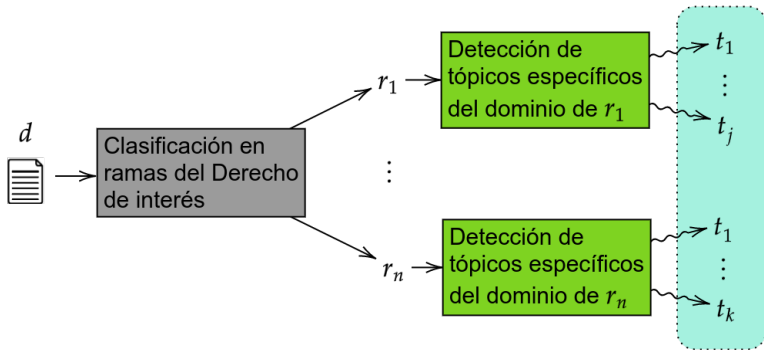 d
Clasificación en
ramas del Derecho
de interés
r₁
⋮
rₙ
Detección de
tópicos específicos
del dominio de r₁
t₁
⋮
tⱼ
Detección de
tópicos específicos
del dominio de rₙ
t₁
⋮
tₖ